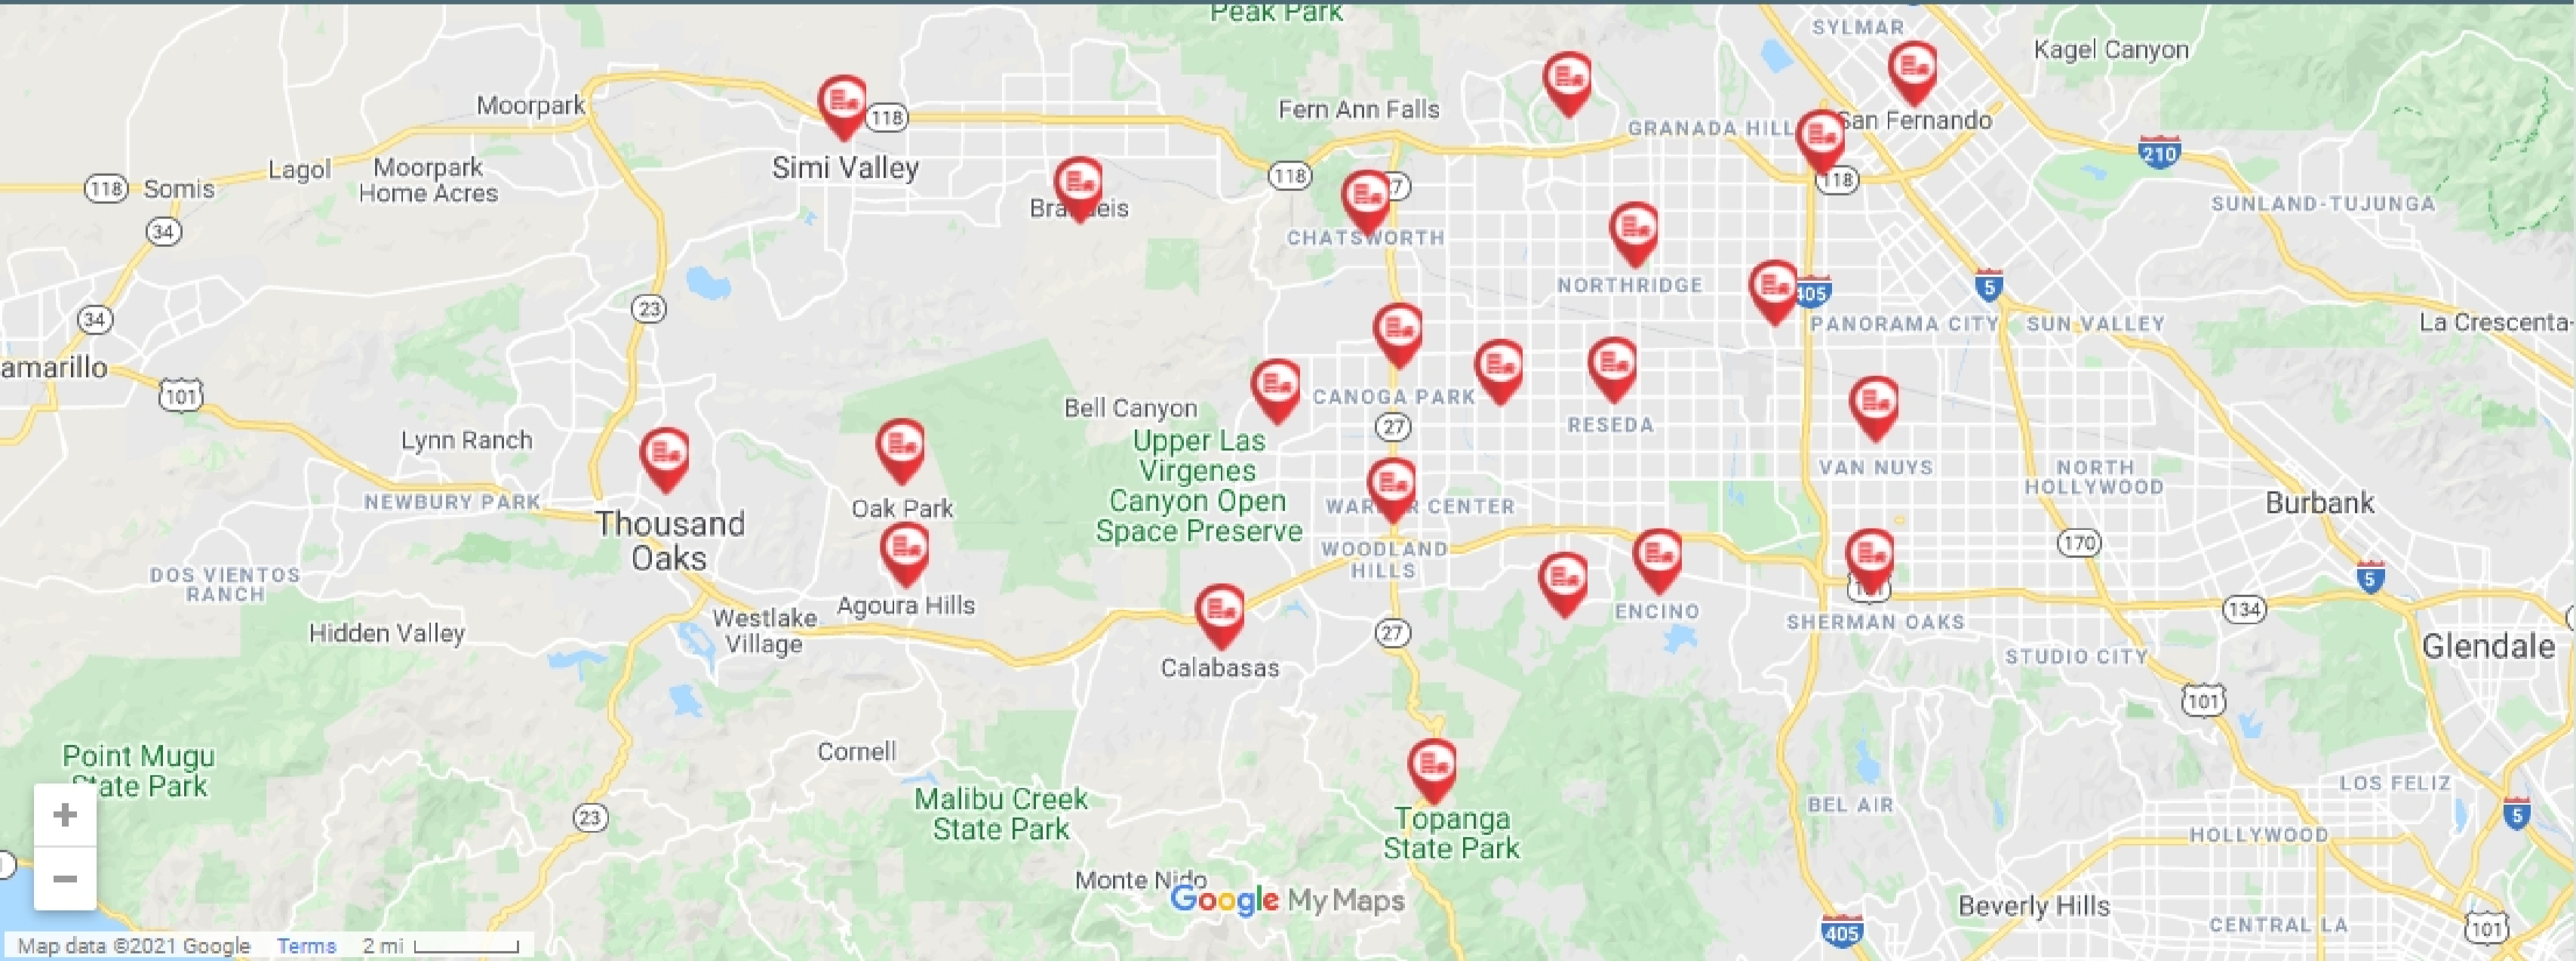 Peak Park
SYLMAR
Kagel Canyon
Moorpark
118
Fern Ann Falls
GRANADA HILL
San Fernando
210
Simi Valley
Lagol
Moorpark
Home Acres
118
Somis
118
27
118
SUNLAND-TUJUNGA
34
CHATSWORTH
NORTHRIDGE
405
5
23
34
PANORAMA CITY
SUN VALLEY
La Crescenta-
amarillo
101
Bell Canyon
CANOGA PARK
RESEDA
27
Lynn Ranch
Upper Las
Virgenes
Canyon Open
Space Preserve
VAN NUYS
NORTH
HOLLYWOOD
NEWBURY PARK
Oak Park
CENTER
Burbank
Thousand
Oaks
WOODLAND
HILLS
170
DOS VIENTOS
RANCH
5
Agoura Hills
ENCINO
134
Westlake
Village
SHERMAN OAKS
Hidden Valley
27
Glendale
Calabasas
STUDIO CITY
101
Cornell
Point Mugu
State Park
LOS FELIZ
Malibu Creek
State Park
BEL AIR
23
Topanga
State Park
5
HOLLYWOOD
Monte Nido
Google My Maps
Beverly Hills
CENTRAL LA
405
101
+
−
Map data ©2021 Google Terms 2 mi